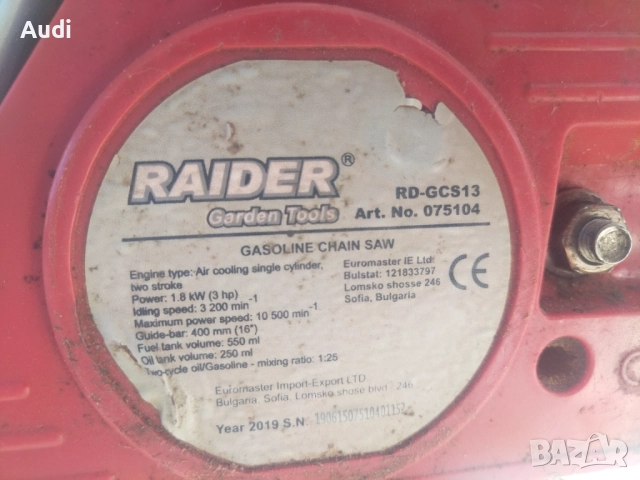 Audi
RAIDER®
Garden Tools
RD-GCS13
Art. No. 075104
GASOLINE CHAIN SAW
Engine type: Air cooling single cylinder,
two stroke
Power: 1.8 kW (3 hp)
Idling speed: 3 200 min-1
Maximum power speed: 10 500 min-1
Guide-bar: 400 mm (16")
Fuel tank volume: 550 ml
Oil tank volume: 250 ml
Two-cycle oil/Gasoline - mixing ratio: 1:25
Euromaster IE Ltd:
Bulstat: 121833797
Lomsko shosse 246
Sofia, Bulgaria
CE
Euromaster Import-Export LTD.
Bulgaria, Sofia, Lomsko shuse blvd. 246
Year 2019 S.N.
BAZAR